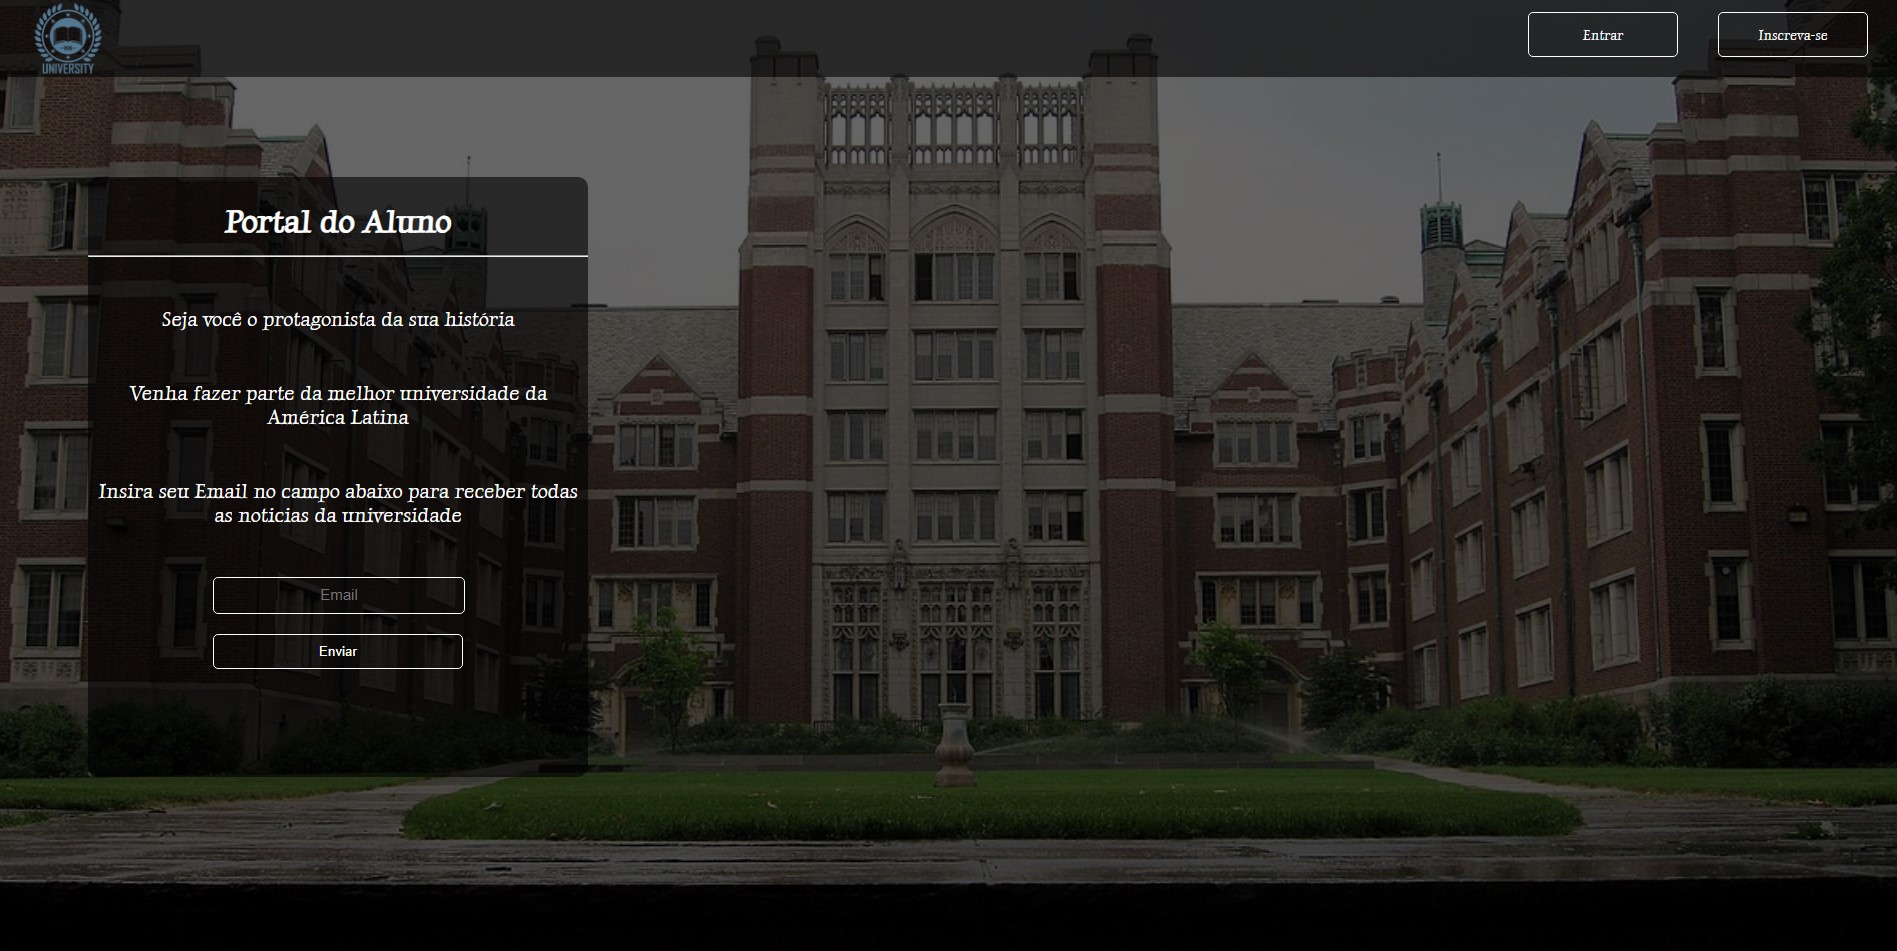 UNIVERSITY
Entrar
Inscreva-se
Portal do Aluno
Seja você o protagonista da sua história
Venha fazer parte da melhor universidade da
América Latina
Insira seu Email no campo abaixo para receber todas
as noticias da universidade
Email
Enviar